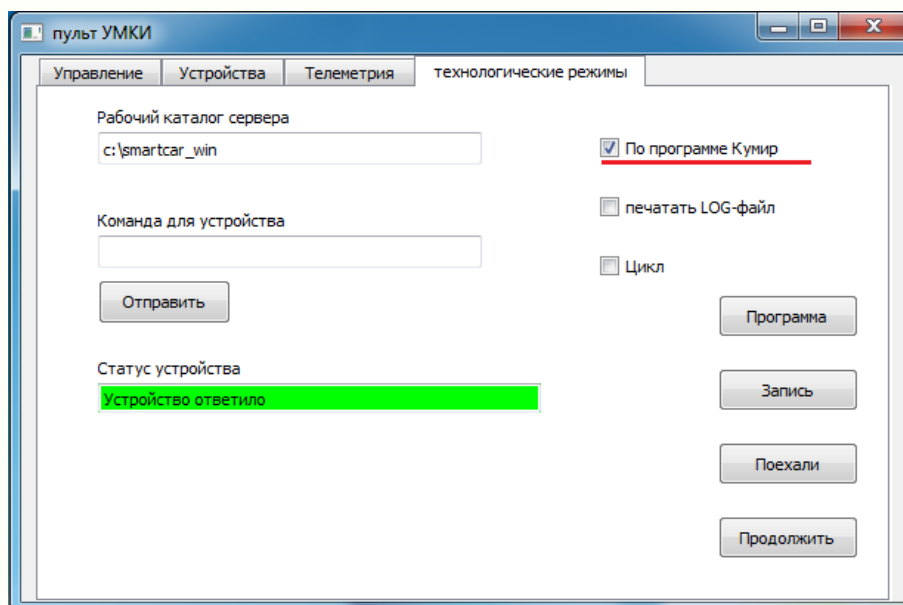 пульт УМКИ
Управление
Устройства
Телеметрия
технологические режимы
Рабочий каталог сервера
c:\smartcar_win
По программе Кумир
печатать LOG-файл
Команда для устройства
Цикл
Отправить
Программа
Статус устройства
Устройство ответило
Запись
Поехали
Продолжить